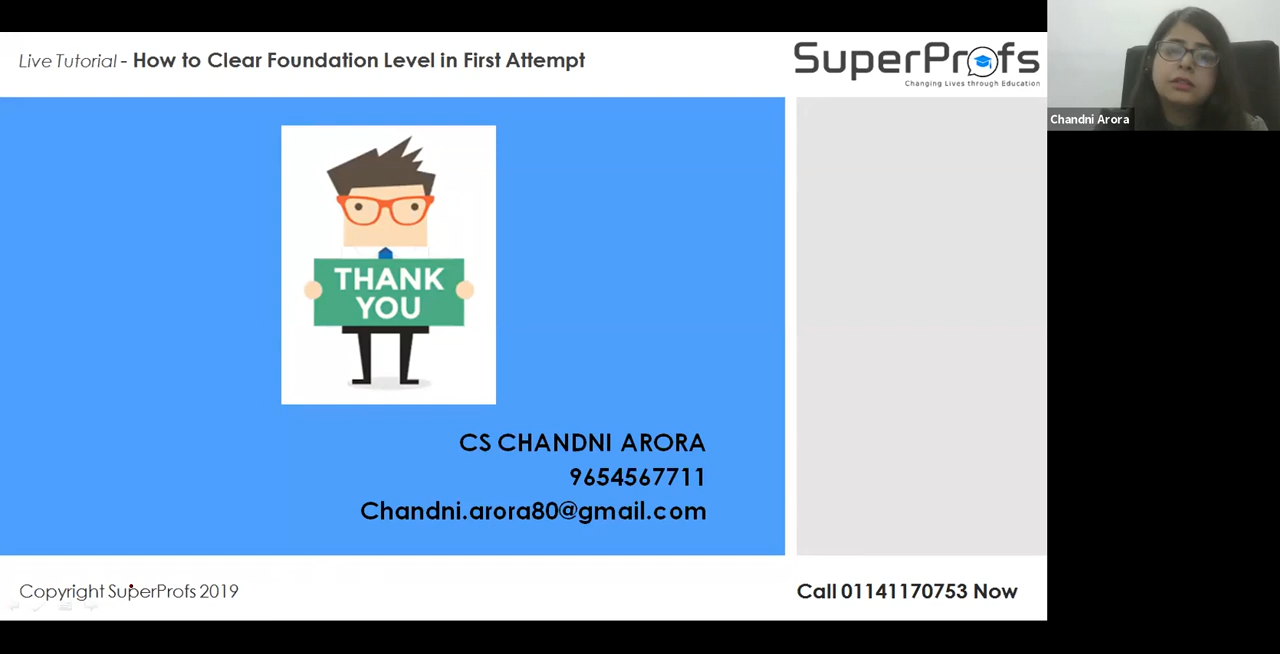 Live Tutorial - How to Clear Foundation Level in First Attempt
SuperProfs
Changing Lives through Education
Chandni Arora
THANK
YOU
CS CHANDNI ARORA
9654567711
Chandni.arora80@gmail.com
Copyright SuperProfs 2019
Call 01141170753 Now